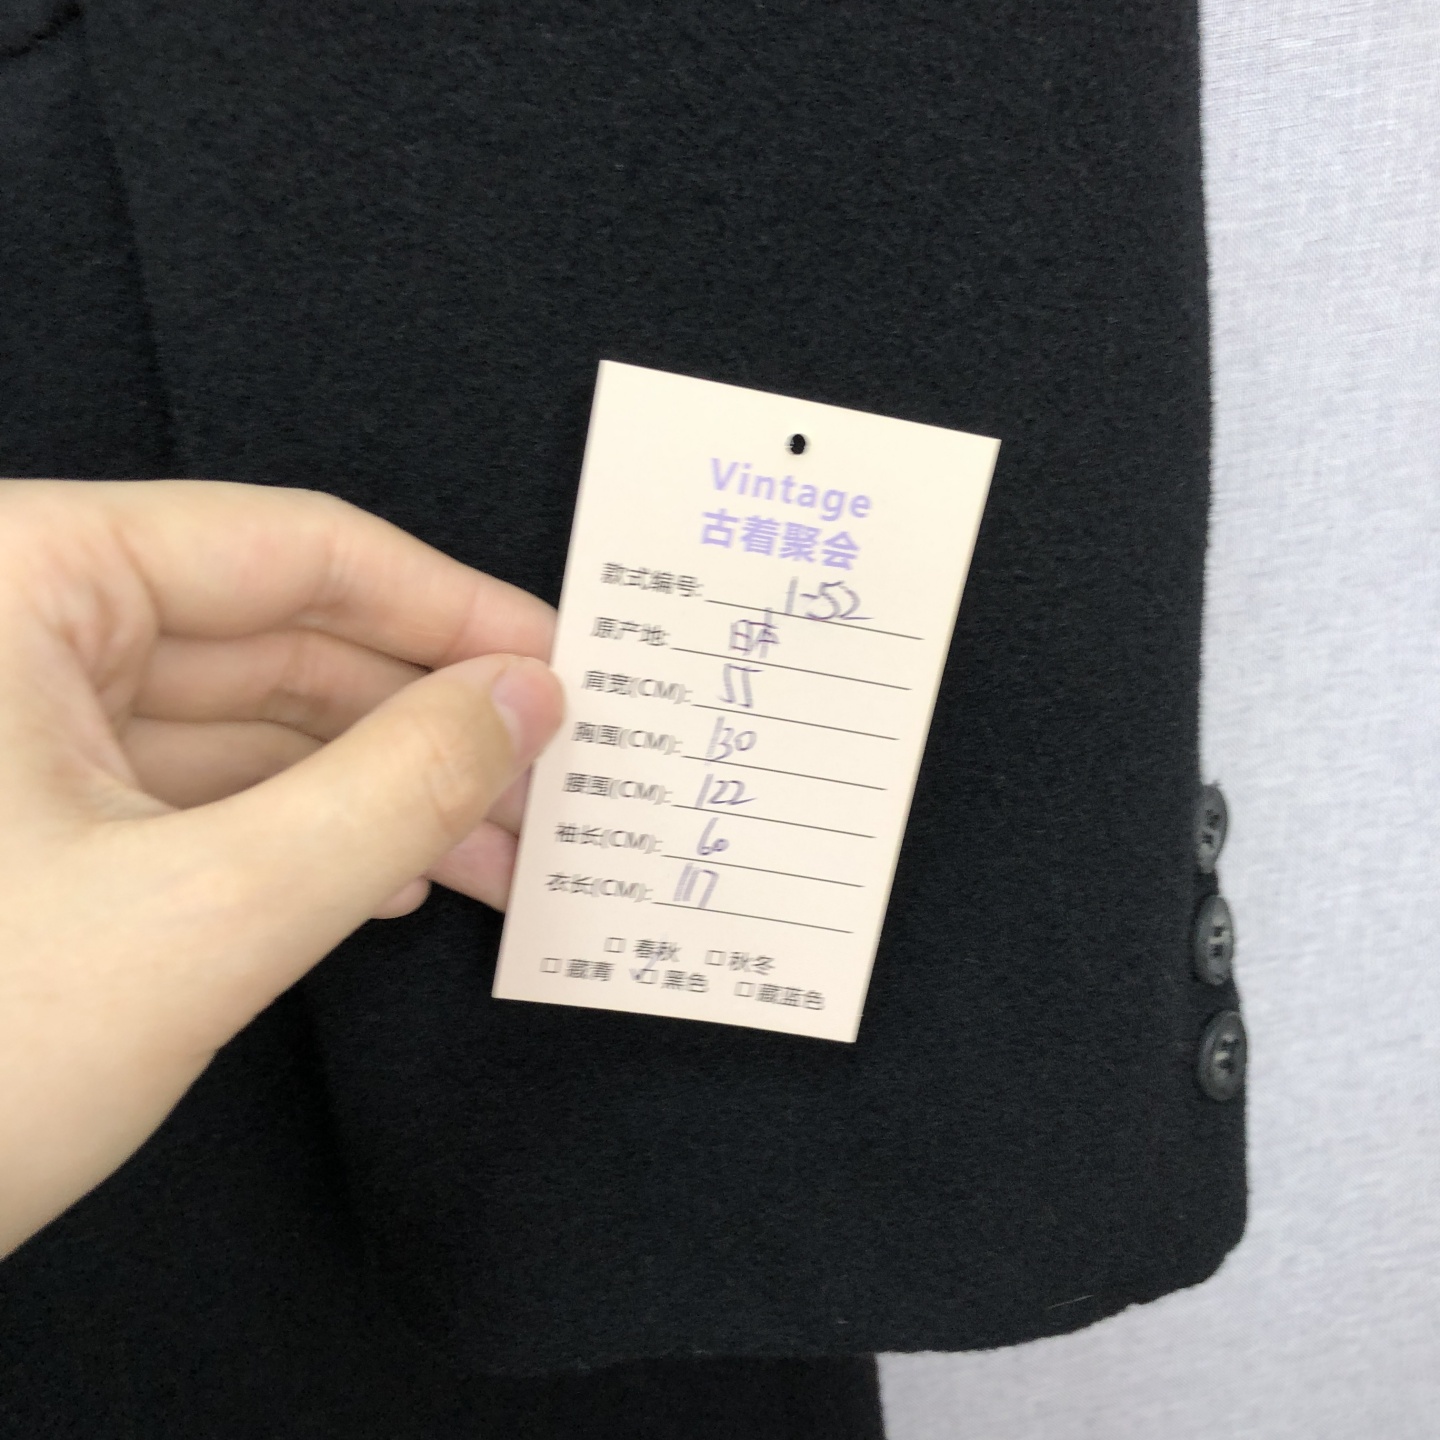 Vintage
古着聚会
款式编号: 1-52
原产地: 日本
肩宽(CM): 55
胸围(CM): 130
腰围(CM): 122
袖长(CM): 60
衣长(CM): 117
□ 春秋 □ 秋冬
□ 藏青 ☑ 黑色 □ 藏蓝色